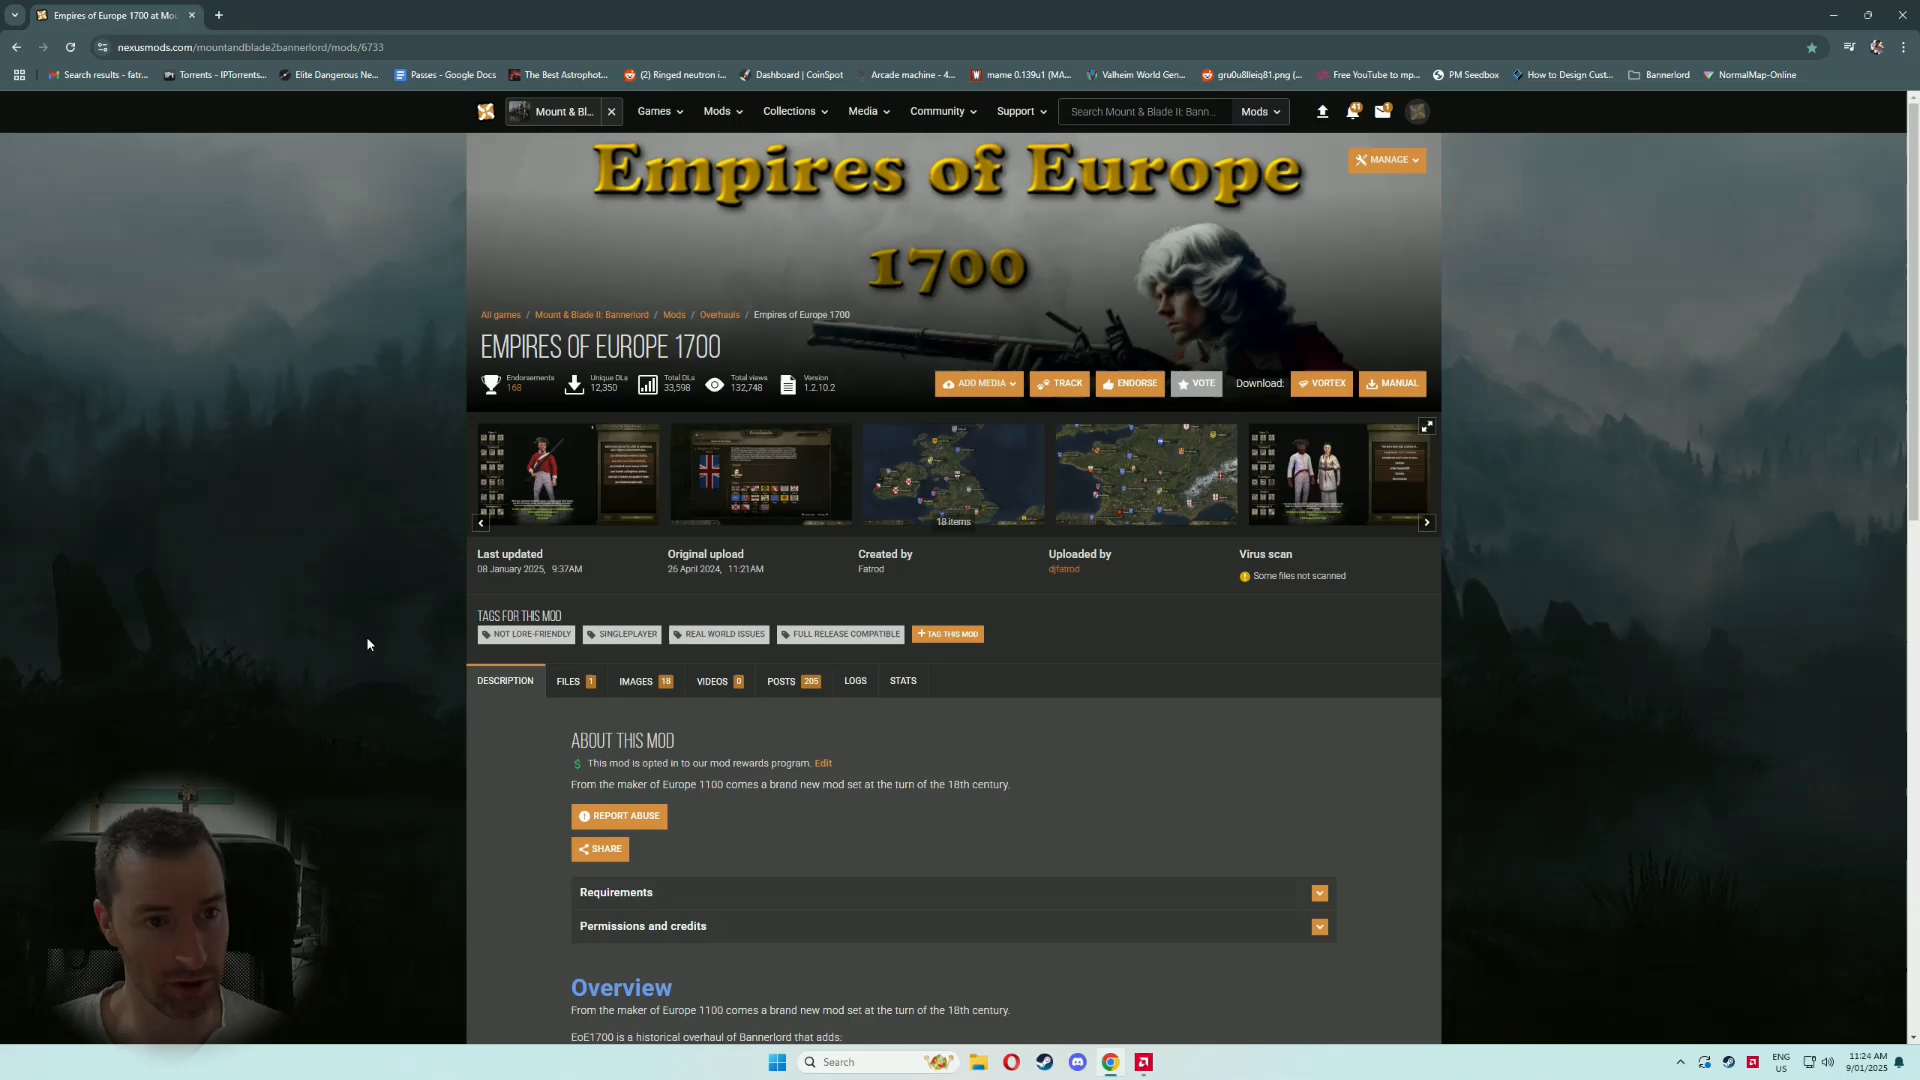 Empires of Europe 1700 at Mou
nexusmods.com/mountandblade2bannerlord/mods/6733
Search results - fatr...
Torrents - IPTorrents...
Elite Dangerous Ne...
Passes - Google Docs
The Best Astrophot...
(2) Ringed neutron i...
Dashboard | CoinSpot
Arcade machine - 4...
mame 0.139u1 (MA...
Valheim World Gen...
gru0u8lleiq81.png (...
Free YouTube to mp...
PM Seedbox
How to Design Cust...
Bannerlord
NormalMap-Online
Mount & Bl...
Games
Mods
Collections
Media
Community
Support
Search Mount & Blade II: Bann...
Mods
41
1
Empires of Europe
1700
MANAGE
All games / Mount & Blade II: Bannerlord / Mods / Overhauls / Empires of Europe 1700
EMPIRES OF EUROPE 1700
Endorsements
168
Unique DLs
12,350
Total DLs
33,598
Total views
132,748
Version
1.2.10.2
ADD MEDIA
TRACK
ENDORSE
VOTE
Download:
VORTEX
MANUAL
18 items
Last updated
08 January 2025, 9:37AM
Original upload
26 April 2024, 11:21AM
Created by
Fatrod
Uploaded by
djfatrod
Virus scan
Some files not scanned
TAGS FOR THIS MOD
NOT LORE-FRIENDLY
SINGLEPLAYER
REAL WORLD ISSUES
FULL RELEASE COMPATIBLE
TAG THIS MOD
DESCRIPTION
FILES 1
IMAGES 18
VIDEOS 0
POSTS 205
LOGS
STATS
ABOUT THIS MOD
$ This mod is opted in to our mod rewards program. Edit
From the maker of Europe 1100 comes a brand new mod set at the turn of the 18th century.
REPORT ABUSE
SHARE
Requirements
Permissions and credits
Overview
From the maker of Europe 1100 comes a brand new mod set at the turn of the 18th century.
EoE1700 is a historical overhaul of Bannerlord that adds:
Search
ENG
US
11:24 AM
9/01/2025